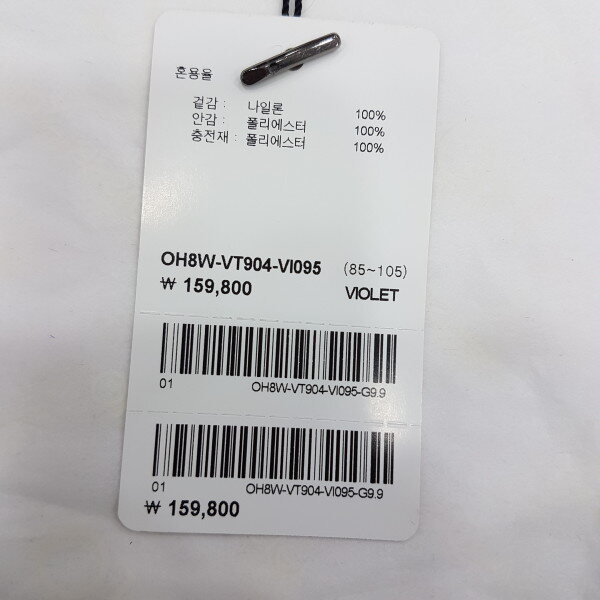 혼용율
겉감 : 나일론 100%
안감 : 폴리에스터 100%
충전재 : 폴리에스터 100%
OH8W-VT904-VI095 (85~105)
₩ 159,800 VIOLET
01 OH8W-VT904-VI095-G9.9
01 OH8W-VT904-VI095-G9.9
₩ 159,800